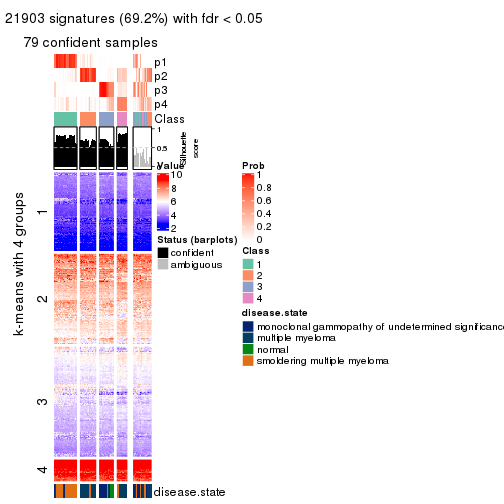 21903 signatures (69.2%) with fdr < 0.05
79 confident samples
p1
p2
p3
p4
Class
1
0.5
0
Silhouette
score
k-means with 4 groups
1
2
3
4
disease.state
Value
10
8
6
4
2
Status (barplots)
confident
ambiguous
Prob
1
0.8
0.6
0.4
0.2
0
Class
1
2
3
4
disease.state
monoclonal gammopathy of undetermined significance
multiple myeloma
normal
smoldering multiple myeloma